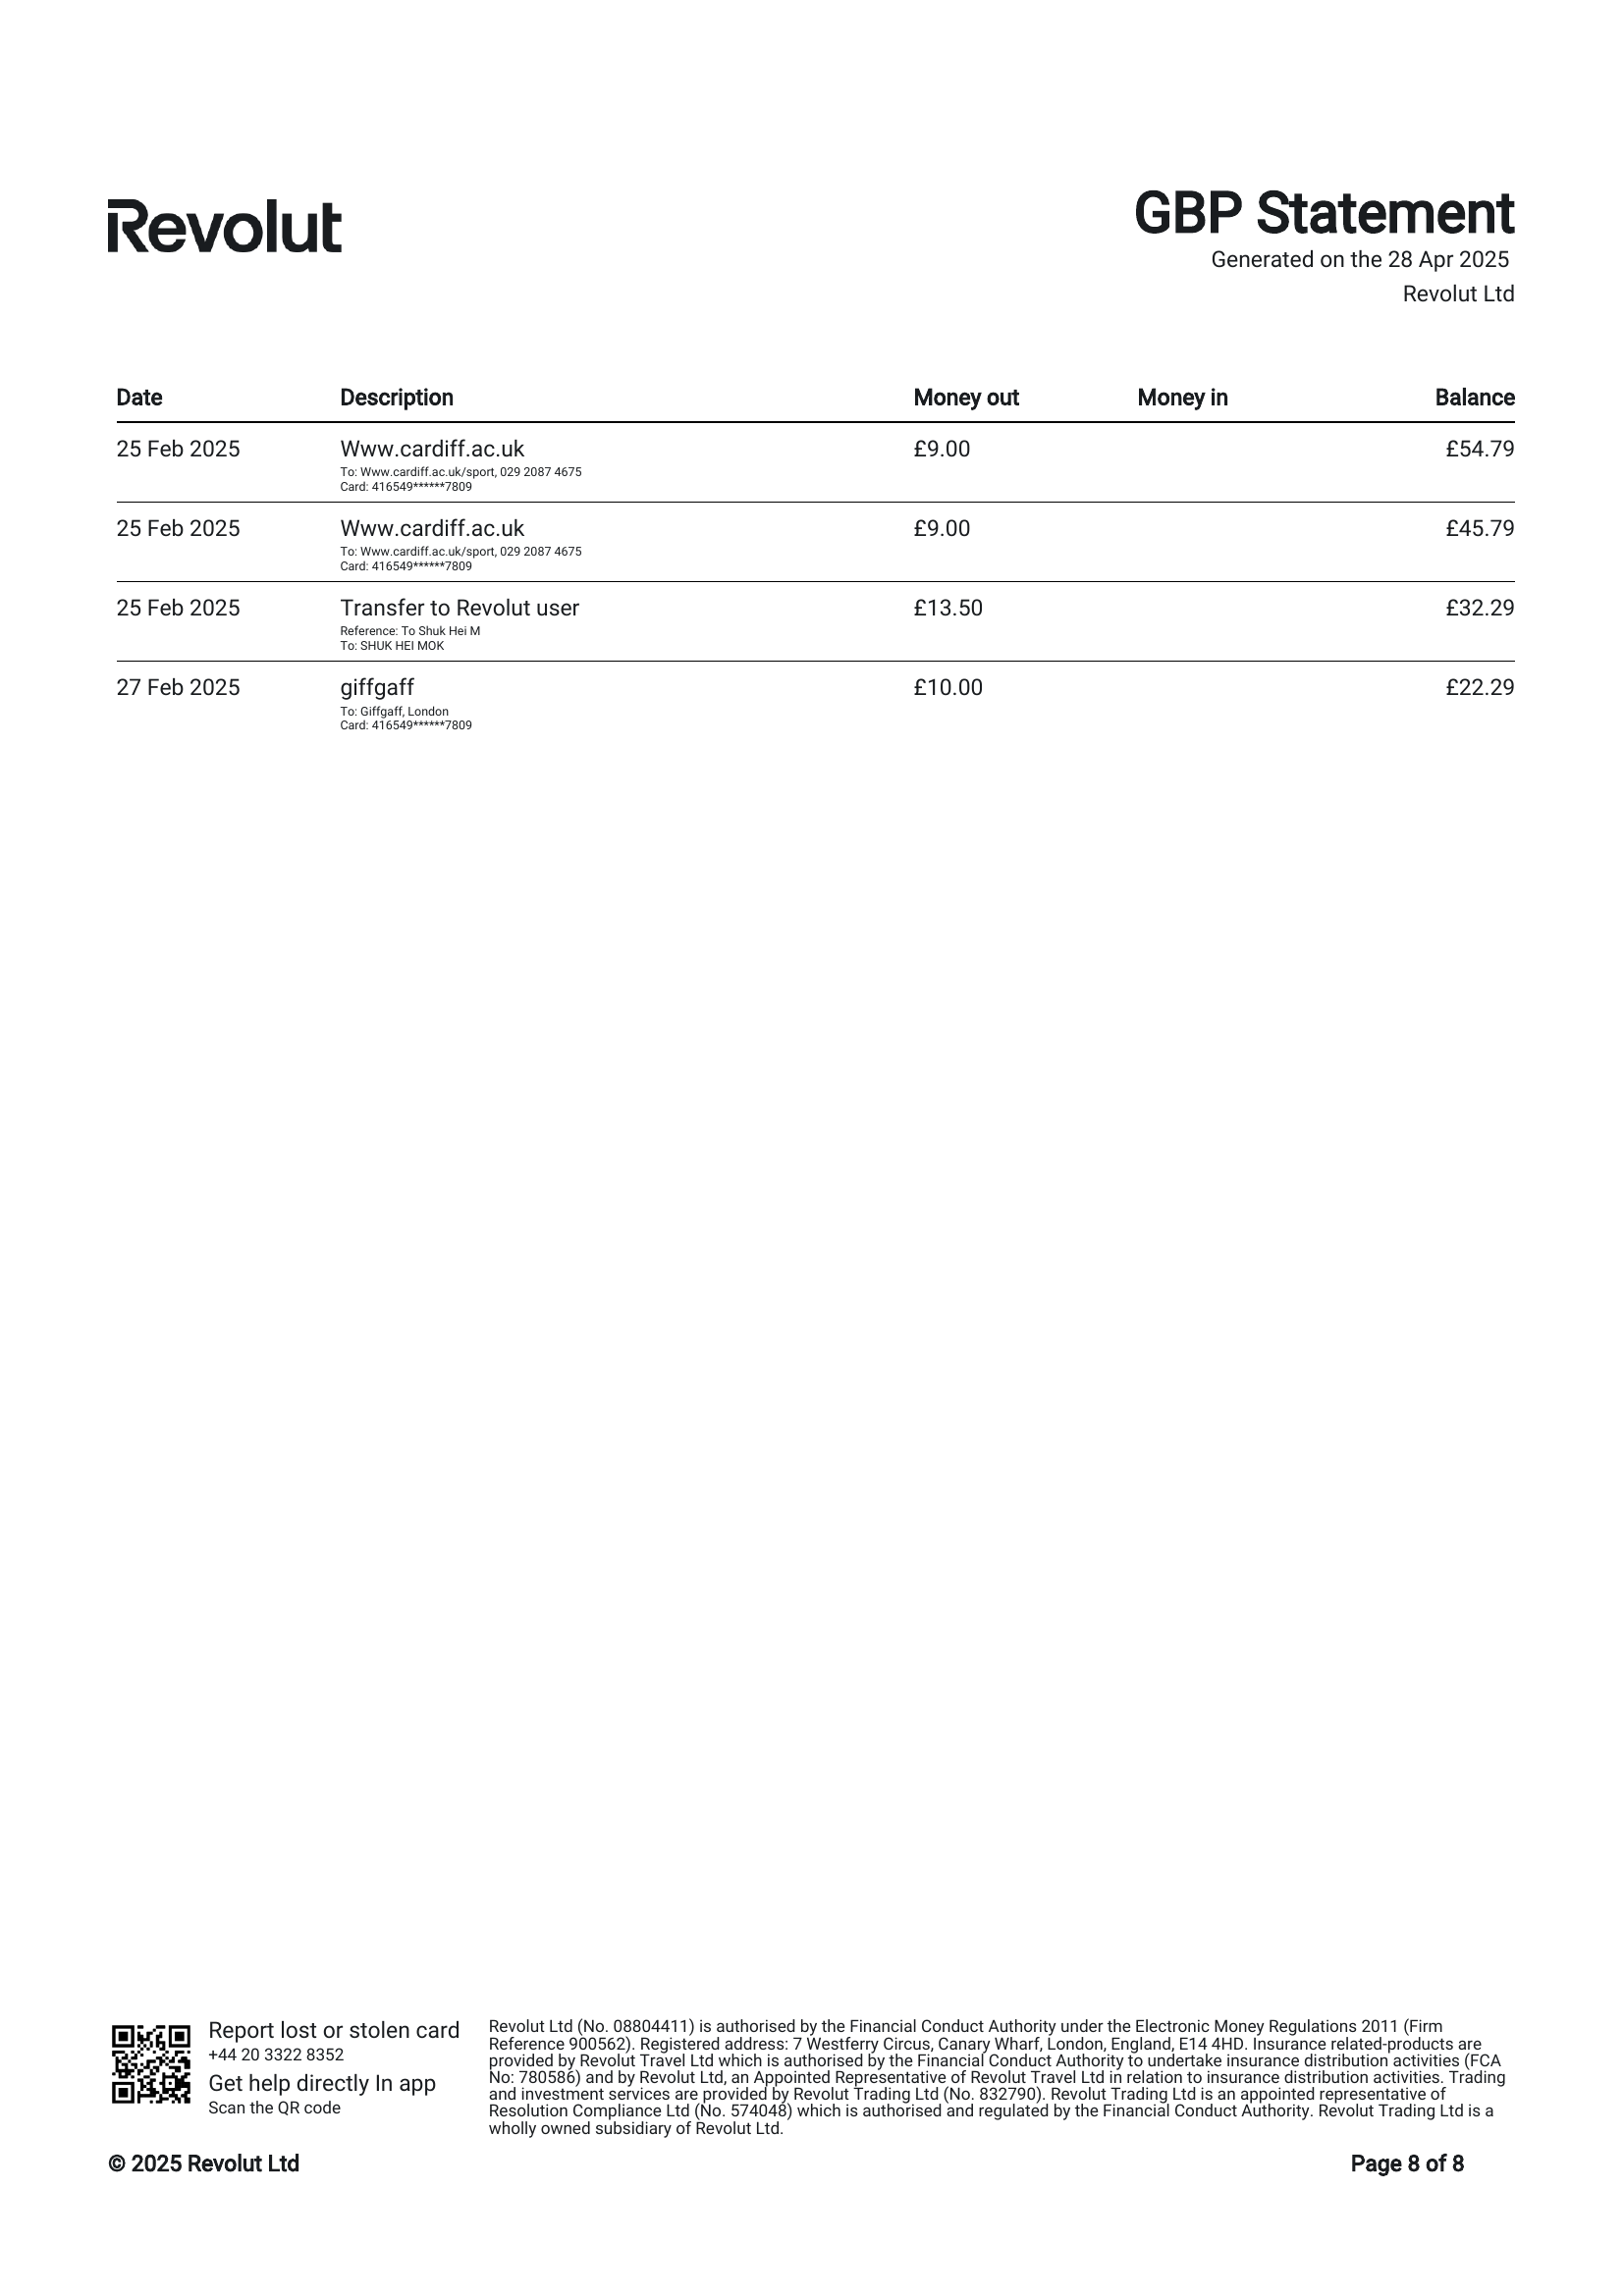 Revolut
GBP Statement
Generated on the 28 Apr 2025
Revolut Ltd
Date Description Money out Money in Balance
25 Feb 2025 Www.cardiff.ac.uk £9.00 £54.79
To: Www.cardiff.ac.uk/sport, 029 2087 4675
Card: 416549******7809
25 Feb 2025 Www.cardiff.ac.uk £9.00 £45.79
To: Www.cardiff.ac.uk/sport, 029 2087 4675
Card: 416549******7809
25 Feb 2025 Transfer to Revolut user £13.50 £32.29
Reference: To Shuk Hei M
To: SHUK HEI MOK
27 Feb 2025 giffgaff £10.00 £22.29
To: Giffgaff, London
Card: 416549******7809
Report lost or stolen card
+44 20 3322 8352
Get help directly In app
Scan the QR code
Revolut Ltd (No. 08804411) is authorised by the Financial Conduct Authority under the Electronic Money Regulations 2011 (Firm
Reference 900562). Registered address: 7 Westferry Circus, Canary Wharf, London, England, E14 4HD. Insurance related-products are
provided by Revolut Travel Ltd which is authorised by the Financial Conduct Authority to undertake insurance distribution activities (FCA
No: 780586) and by Revolut Ltd, an Appointed Representative of Revolut Travel Ltd in relation to insurance distribution activities. Trading
and investment services are provided by Revolut Trading Ltd (No. 832790). Revolut Trading Ltd is an appointed representative of
Resolution Compliance Ltd (No. 574048) which is authorised and regulated by the Financial Conduct Authority. Revolut Trading Ltd is a
wholly owned subsidiary of Revolut Ltd.
© 2025 Revolut Ltd
Page 8 of 8